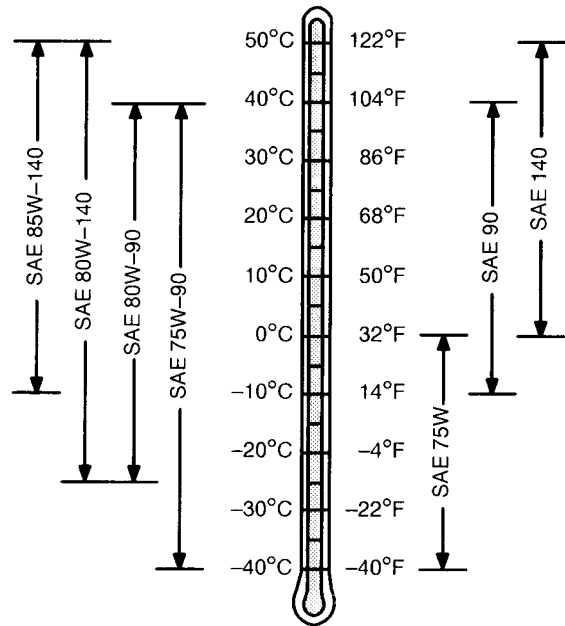 50°C 122°F
40°C 104°F
30°C 86°F
20°C 68°F
10°C 50°F
0°C 32°F
–10°C 14°F
–20°C –4°F
–30°C –22°F
–40°C –40°F
SAE 85W–140
SAE 80W–140
SAE 80W–90
SAE 75W–90
SAE 75W
SAE 90
SAE 140